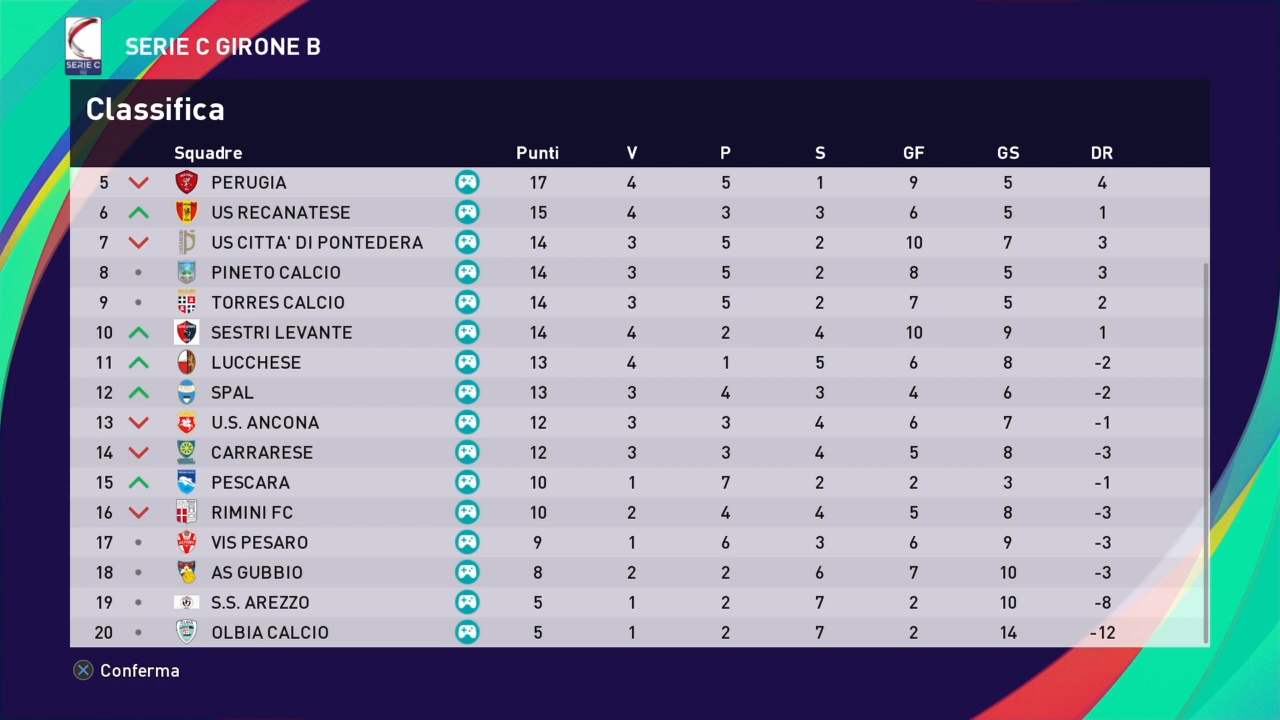 SERIE C GIRONE B
SERIE C
Classifica
Squadre Punti V P S GF GS DR
5 PERUGIA 17 4 5 1 9 5 4
6 US RECANATESE 15 4 3 3 6 5 1
7 US CITTA' DI PONTEDERA 14 3 5 2 10 7 3
8 PINETO CALCIO 14 3 5 2 8 5 3
9 TORRES CALCIO 14 3 5 2 7 5 2
10 SESTRI LEVANTE 14 4 2 4 10 9 1
11 LUCCHESE 13 4 1 5 6 8 -2
12 SPAL 13 3 4 3 4 6 -2
13 U.S. ANCONA 12 3 3 4 6 7 -1
14 CARRARESE 12 3 3 4 5 8 -3
15 PESCARA 10 1 7 2 2 3 -1
16 RIMINI FC 10 2 4 4 5 8 -3
17 VIS PESARO 9 1 6 3 6 9 -3
18 AS GUBBIO 8 2 2 6 7 10 -3
19 S.S. AREZZO 5 1 2 7 2 10 -8
20 OLBIA CALCIO 5 1 2 7 2 14 -12
Conferma